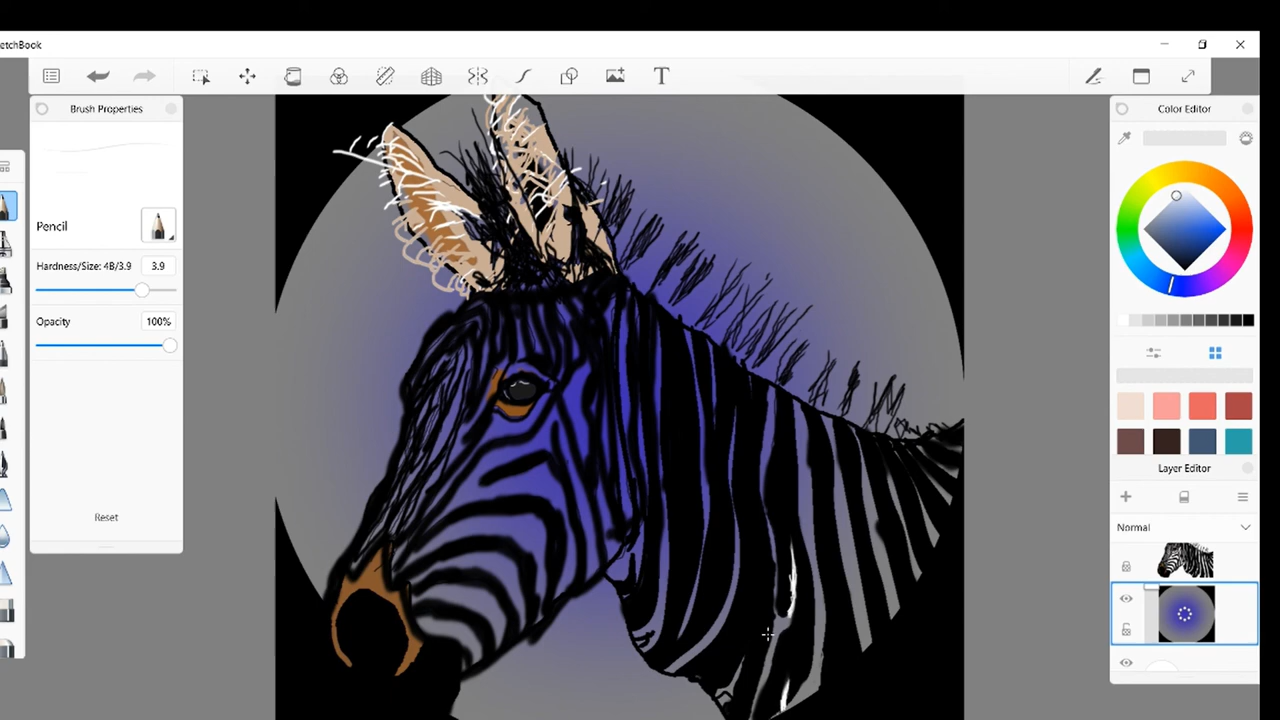 etchBook
T
Brush Properties
Color Editor
Pencil
Hardness/Size: 4B/3.9
3.9
Opacity
100%
Reset
Layer Editor
Normal